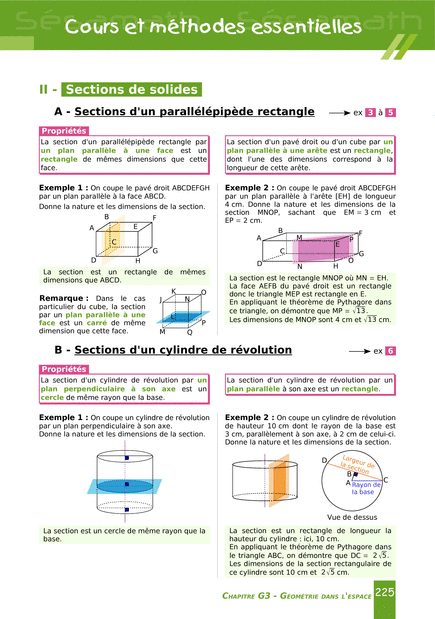 Sésamath Sésamath Sésamath
Cours et méthodes essentielles
II - Sections de solides
A - Sections d'un parallélépipède rectangle
ex 3 à 5
Propriétés
La section d'un parallélépipède rectangle par
un plan parallèle à une face est un
rectangle de mêmes dimensions que cette
face.
La section d'un pavé droit ou d'un cube par un
plan parallèle à une arête est un rectangle,
dont l'une des dimensions correspond à la
longueur de cette arête.
Exemple 1 : On coupe le pavé droit ABCDEFGH
par un plan parallèle à la face ABCD.
Donne la nature et les dimensions de la section.
B
F
A
E
C
G
D
H
La section est un rectangle de mêmes
dimensions que ABCD.
Remarque : Dans le cas
particulier du cube, la section
par un plan parallèle à une
face est un carré de même
dimension que cette face.
K
O
J
N
L
P
M
Q
Exemple 2 : On coupe le pavé droit ABCDEFGH
par un plan parallèle à l'arête [EH] de longueur
4 cm. Donne la nature et les dimensions de la
section MNOP, sachant que EM = 3 cm et
EP = 2 cm.
B
F
A
M
P
E
C
G
O
D
N
H
La section est le rectangle MNOP où MN = EH.
La face AEFB du pavé droit est un rectangle
donc le triangle MEP est rectangle en E.
En appliquant le théorème de Pythagore dans
ce triangle, on démontre que MP = √13.
Les dimensions de MNOP sont 4 cm et √13 cm.
B - Sections d'un cylindre de révolution
ex 6
Propriétés
La section d'un cylindre de révolution par un
plan perpendiculaire à son axe est un
cercle de même rayon que la base.
La section d'un cylindre de révolution par un
plan parallèle à son axe est un rectangle.
Exemple 1 : On coupe un cylindre de révolution
par un plan perpendiculaire à son axe.
Donne la nature et les dimensions de la section.
La section est un cercle de même rayon que la
base.
Exemple 2 : On coupe un cylindre de révolution
de hauteur 10 cm dont le rayon de la base est
3 cm, parallèlement à son axe, à 2 cm de celui-ci.
Donne la nature et les dimensions de la section.
D
Largeur de
la section
B
A
C
Rayon de
la base
Vue de dessus
La section est un rectangle de longueur la
hauteur du cylindre : ici, 10 cm.
En appliquant le théorème de Pythagore dans
le triangle ABC, on démontre que DC = 2√5.
Les dimensions de la section rectangulaire de
ce cylindre sont 10 cm et 2√5 cm.
CHAPITRE G3 - GÉOMÉTRIE DANS L'ESPACE
225